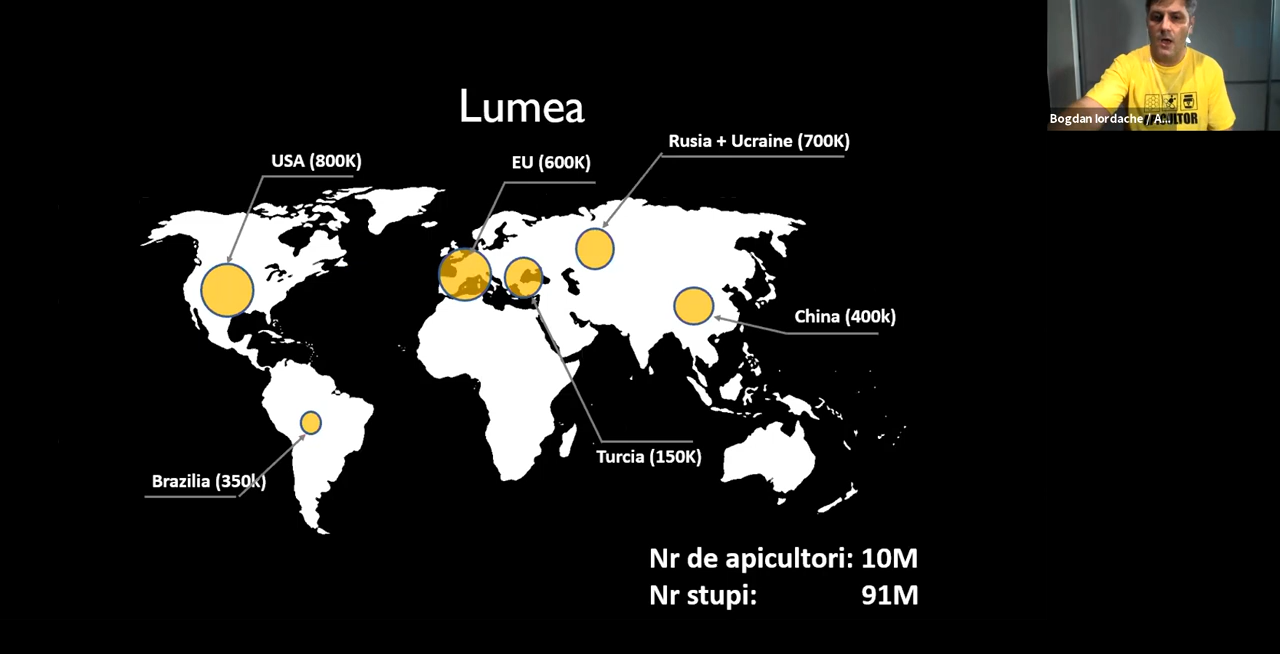 Lumea
Bogdan Iordache / A...
Rusia + Ucraine (700K)
USA (800K)
EU (600K)
China (400k)
Turcia (150K)
Brazilia (350k)
Nr de apicultori: 10M
Nr stupi: 91M